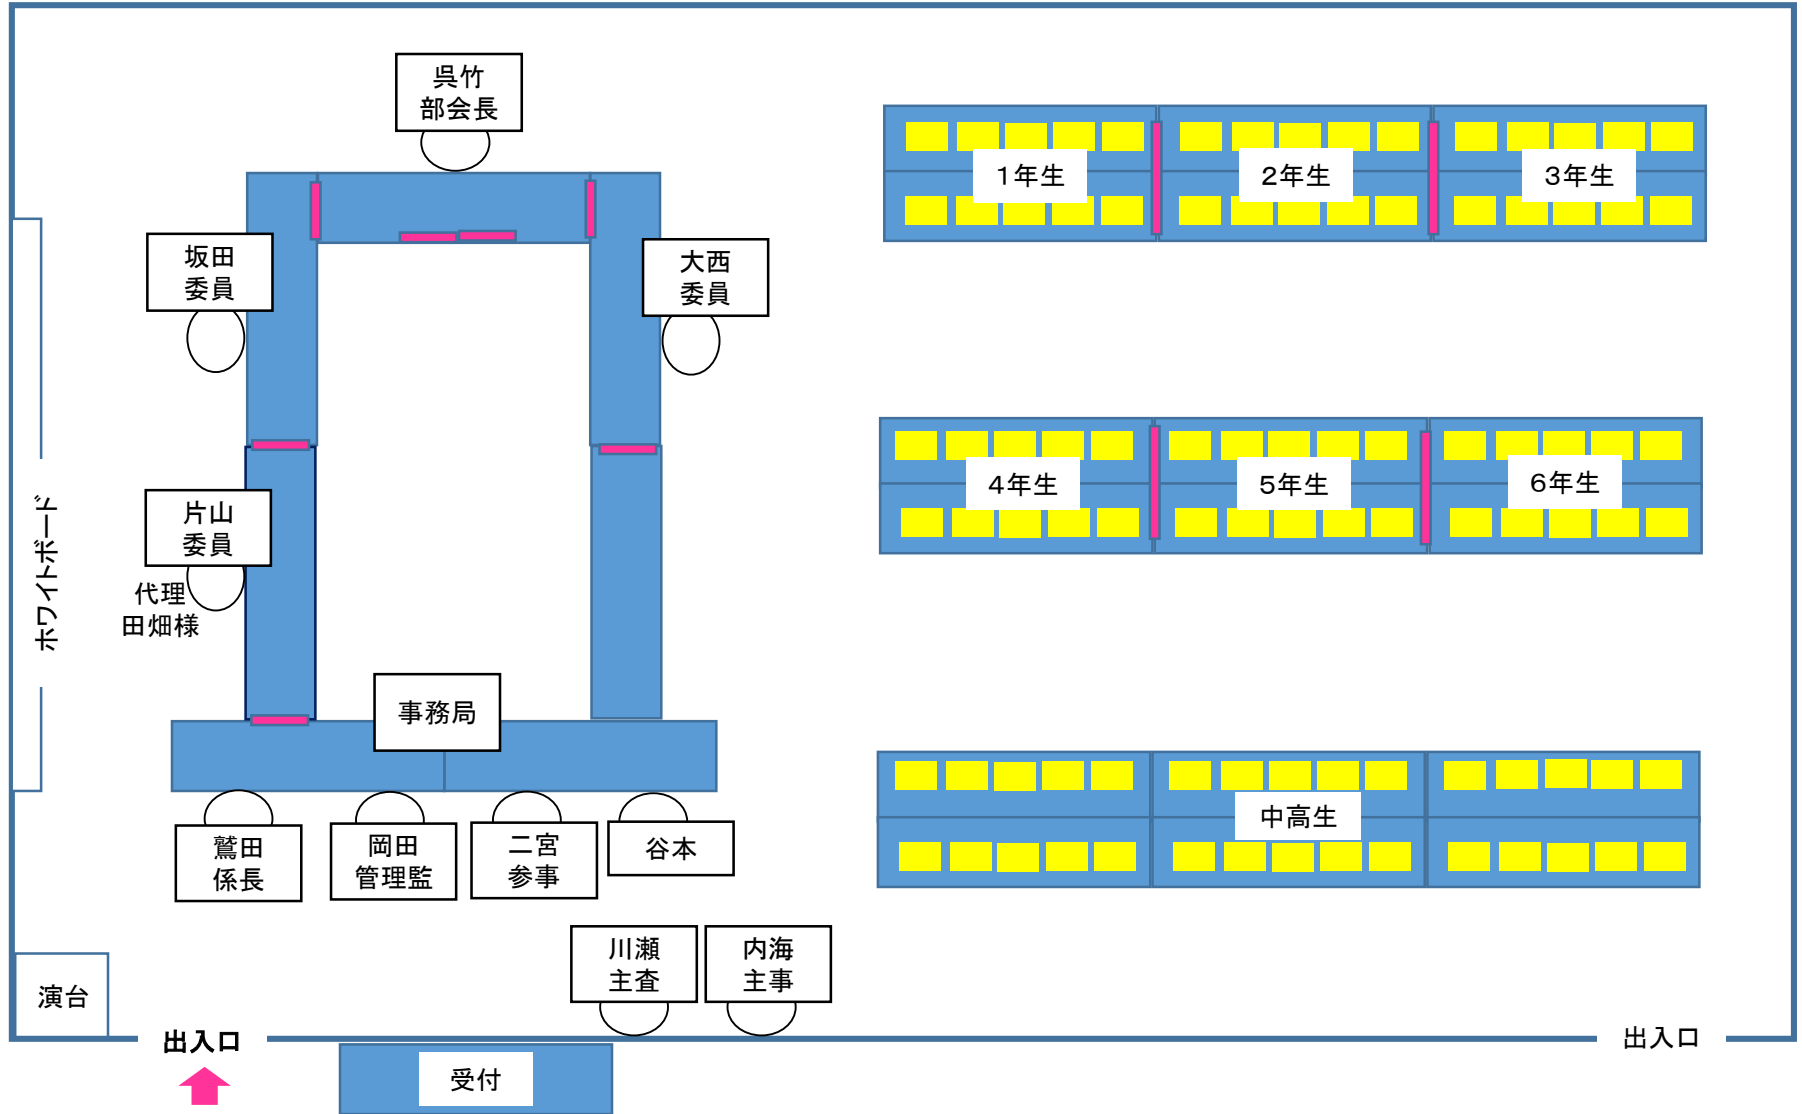 呉竹
部会長
坂田
委員
大西
委員
1年生
2年生
3年生
ホワイトボード
片山
委員
代理
田畑様
4年生
5年生
6年生
事務局
中高生
鷲田
係長
岡田
管理監
二宮
参事
谷本
川瀬
主査
内海
主事
演台
出入口
受付
出入口